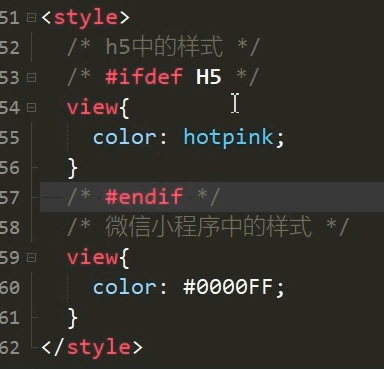 51 <style>
52 /* h5中的样式 */
53 /* #ifdef H5 */
54 view{
55 color: hotpink;
56 }
57 /* #endif */
58 /* 微信小程序中的样式 */
59 view{
60 color: #0000FF;
61 }
62 </style>